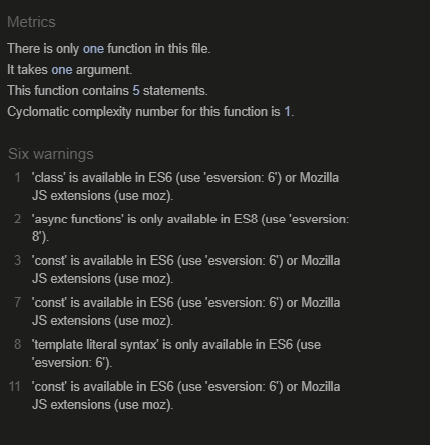 Metrics
There is only one function in this file.
It takes one argument.
This function contains 5 statements.
Cyclomatic complexity number for this function is 1.
Six warnings
1 'class' is available in ES6 (use 'esversion: 6') or Mozilla
JS extensions (use moz).
2 'async functions' is only available in ES8 (use 'esversion:
8').
3 'const' is available in ES6 (use 'esversion: 6') or Mozilla
JS extensions (use moz).
7 'const' is available in ES6 (use 'esversion: 6') or Mozilla
JS extensions (use moz).
8 'template literal syntax' is only available in ES6 (use
'esversion: 6').
11 'const' is available in ES6 (use 'esversion: 6') or Mozilla
JS extensions (use moz).